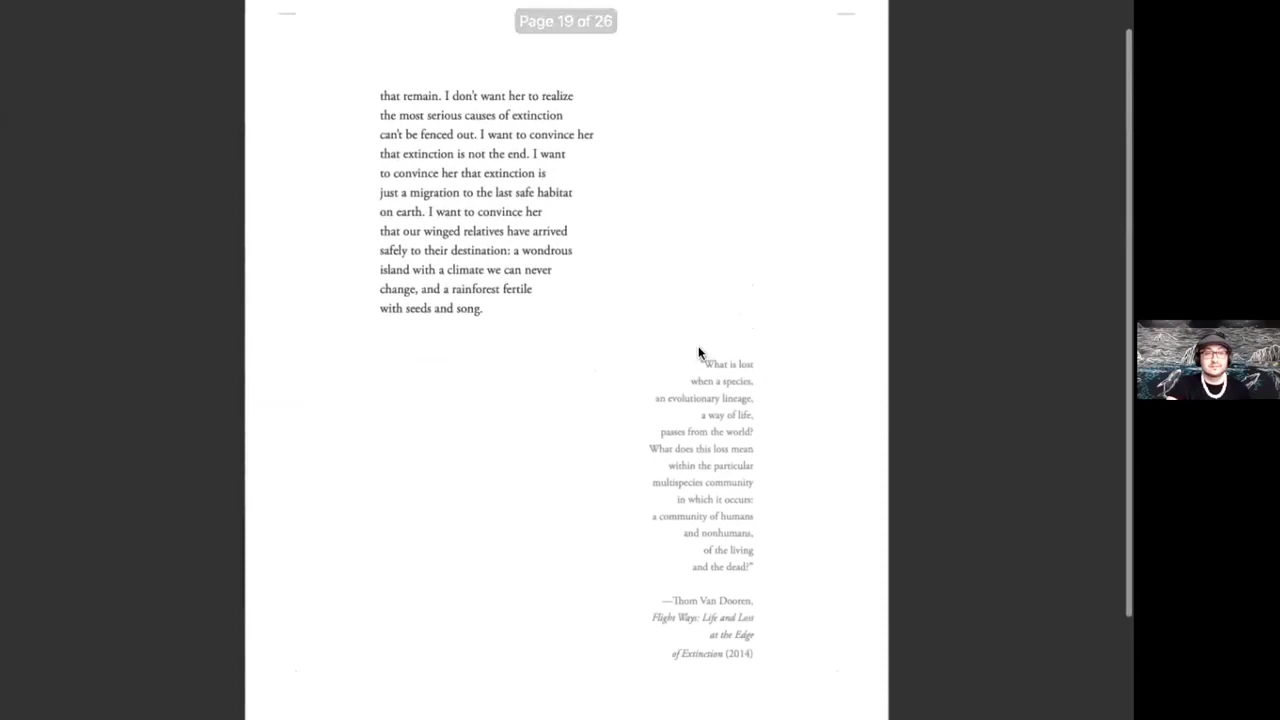 Page 19 of 26
that remain. I don't want her to realize
the most serious causes of extinction
can't be fenced out. I want to convince her
that extinction is not the end. I want
to convince her that extinction is
just a migration to the last safe habitat
on earth. I want to convince her
that our winged relatives have arrived
safely to their destination: a wondrous
island with a climate we can never
change, and a rainforest fertile
with seeds and song.
"What is lost
when a species,
an evolutionary lineage,
a way of life,
passes from the world?
What does this loss mean
within the particular
multispecies community
in which it occurs:
a community of humans
and nonhumans,
of the living
and the dead?"
—Thom Van Dooren,
Flight Ways: Life and Loss
at the Edge
of Extinction (2014)